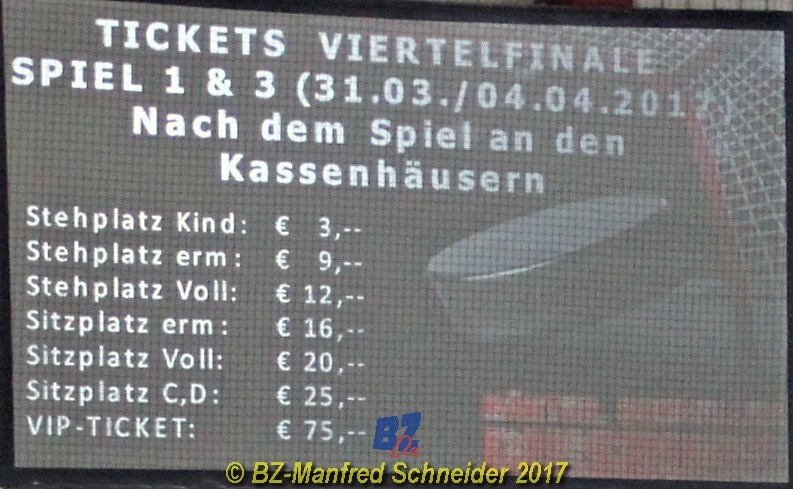 TICKETS VIERTELFINALE
SPIEL 1 & 3 (31.03./04.04.2017)
Nach dem Spiel an den
Kassenhäusern
Stehplatz Kind: € 3,--
Stehplatz erm: € 9,--
Stehplatz Voll: € 12,--
Sitzplatz erm: € 16,--
Sitzplatz Voll: € 20,--
Sitzplatz C,D: € 25,--
VIP-TICKET: € 75,--
BZ
© BZ-Manfred Schneider 2017